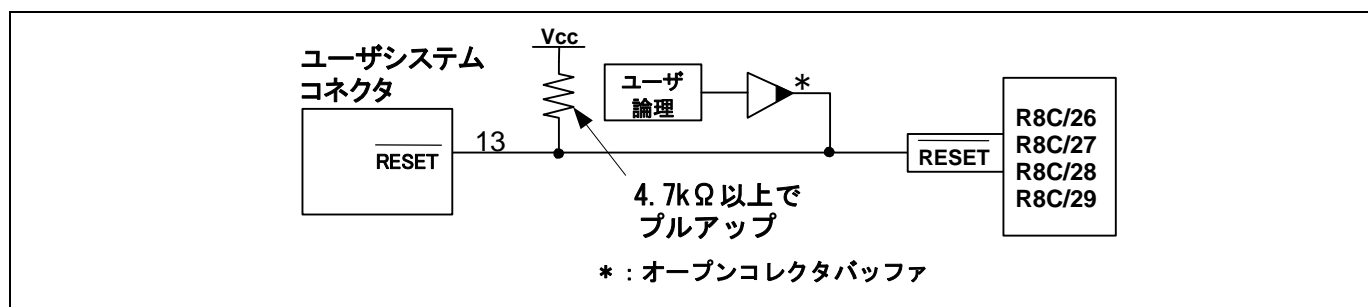 Vcc
ユーザシステム
コネクタ
ユーザ
論理
*
RESET
13
RESET
R8C/26
R8C/27
R8C/28
R8C/29
4.7kΩ以上で
プルアップ
*：オープンコレクタバッファ